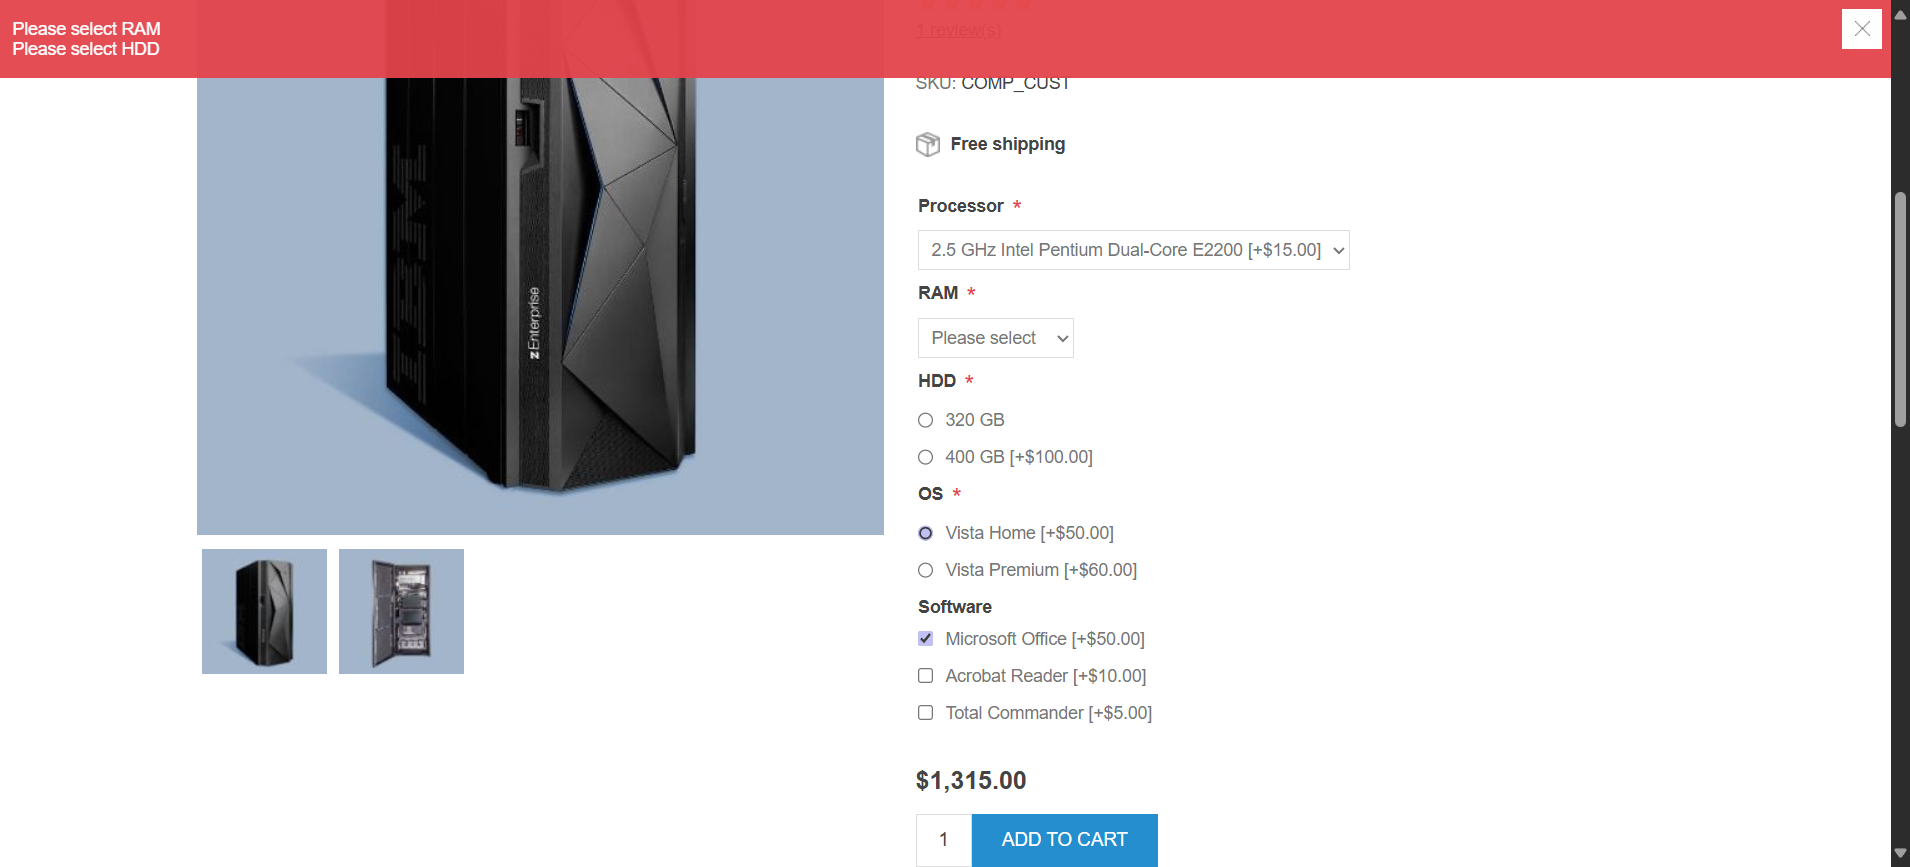 Please select RAM
Please select HDD
1 review(s)
SKU: COMP_CUST
Free shipping
Processor *
2.5 GHz Intel Pentium Dual-Core E2200 [+$15.00]
RAM *
Please select
HDD *
320 GB
400 GB [+$100.00]
OS *
Vista Home [+$50.00]
Vista Premium [+$60.00]
Software
Microsoft Office [+$50.00]
Acrobat Reader [+$10.00]
Total Commander [+$5.00]
$1,315.00
1
ADD TO CART
IBM
zEnterprise